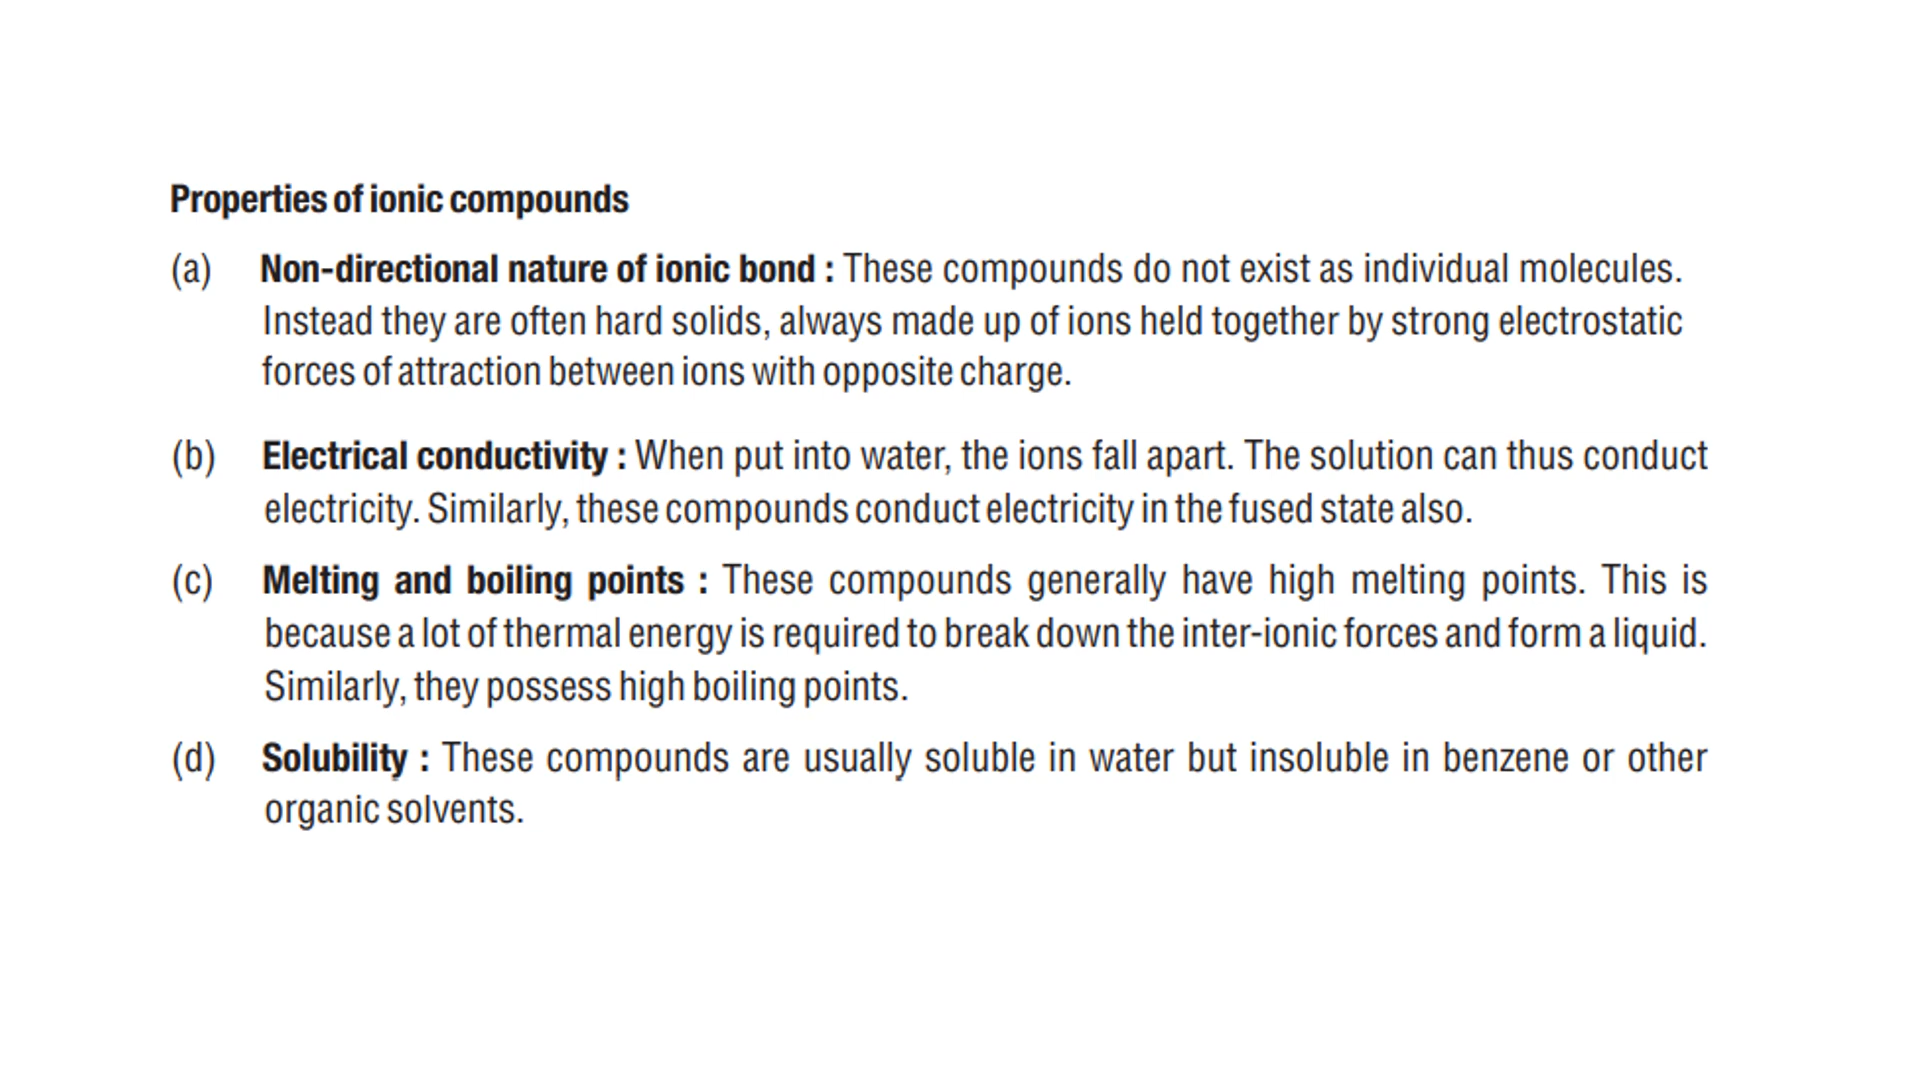 Properties of ionic compounds
(a) Non-directional nature of ionic bond : These compounds do not exist as individual molecules.
Instead they are often hard solids, always made up of ions held together by strong electrostatic
forces of attraction between ions with opposite charge.
(b) Electrical conductivity : When put into water, the ions fall apart. The solution can thus conduct
electricity. Similarly, these compounds conduct electricity in the fused state also.
(c) Melting and boiling points : These compounds generally have high melting points. This is
because a lot of thermal energy is required to break down the inter-ionic forces and form a liquid.
Similarly, they possess high boiling points.
(d) Solubility : These compounds are usually soluble in water but insoluble in benzene or other
organic solvents.